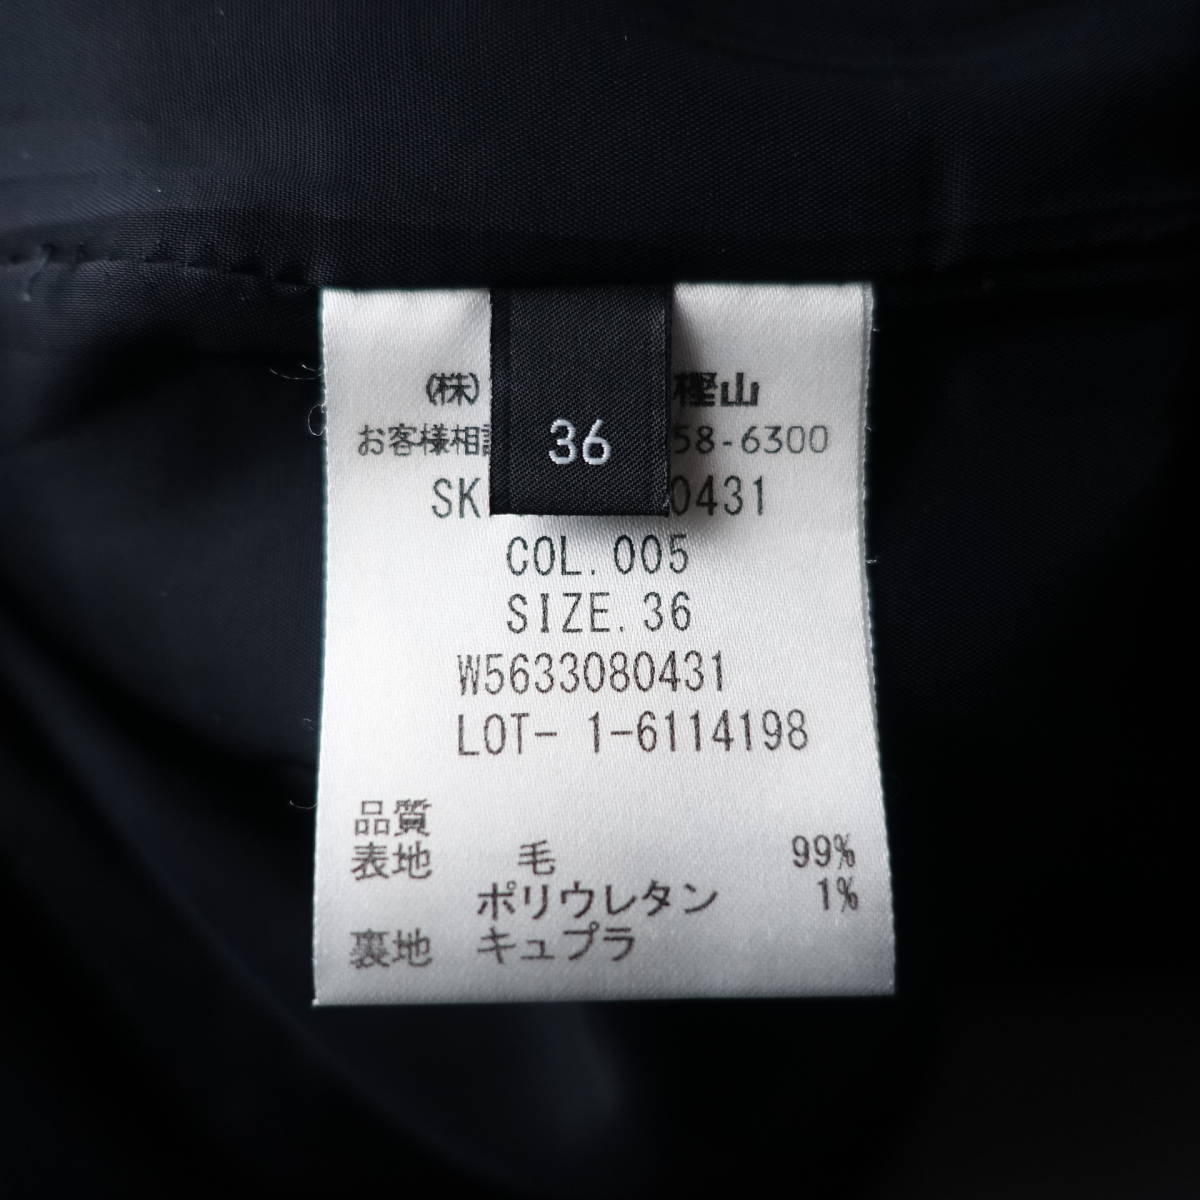 (株) 樫山
お客様相 58-6300
36
SK 0431
COL.005
SIZE.36
W5633080431
LOT- 1-6114198
品質
表地 毛 99%
ポリウレタン 1%
裏地 キュプラ